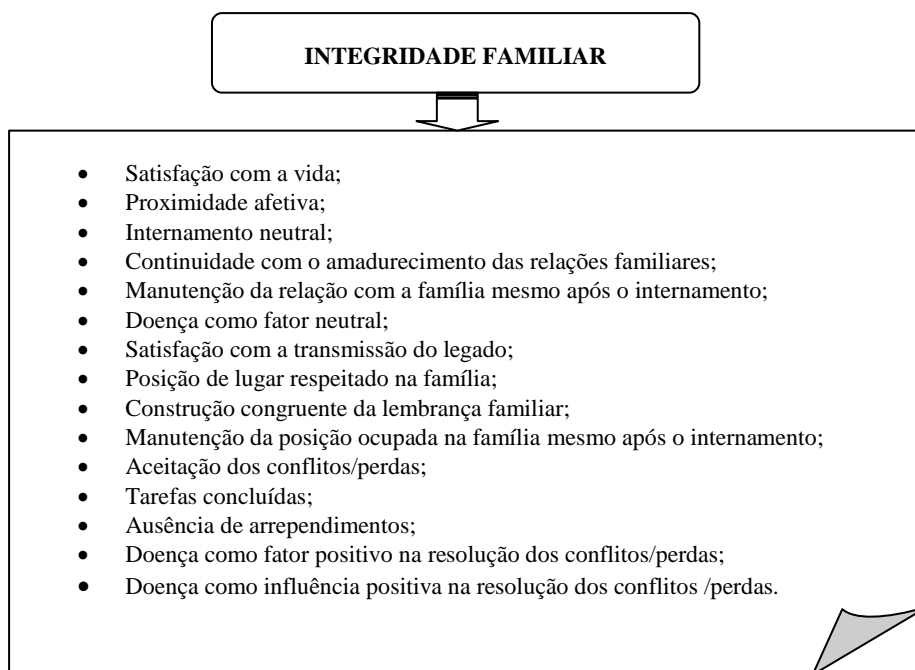 INTEGRIDADE FAMILIAR
• Satisfação com a vida;
• Proximidade afetiva;
• Internamento neutral;
• Continuidade com o amadurecimento das relações familiares;
• Manutenção da relação com a família mesmo após o internamento;
• Doença como fator neutral;
• Satisfação com a transmissão do legado;
• Posição de lugar respeitado na família;
• Construção congruente da lembrança familiar;
• Manutenção da posição ocupada na família mesmo após o internamento;
• Aceitação dos conflitos/perdas;
• Tarefas concluídas;
• Ausência de arrependimentos;
• Doença como fator positivo na resolução dos conflitos/perdas;
• Doença como influência positiva na resolução dos conflitos /perdas.